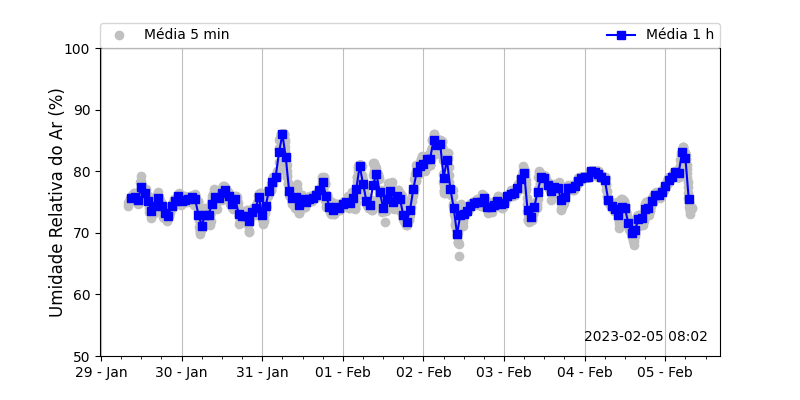 Média 5 min
Média 1 h
Umidade Relativa do Ar (%)
100
90
80
70
60
50
2023-02-05 08:02
29 - Jan
30 - Jan
31 - Jan
01 - Feb
02 - Feb
03 - Feb
04 - Feb
05 - Feb